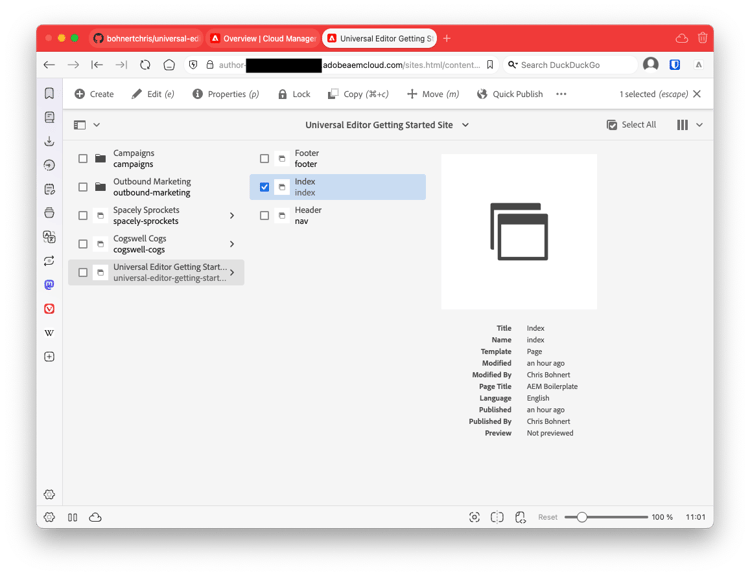 bohnertchris/universal-ed
Overview | Cloud Manager
Universal Editor Getting St
author-
adobeaemcloud.com/sites.html/content...
Search DuckDuckGo
Create
Edit (e)
Properties (p)
Lock
Copy (⌘+c)
Move (m)
Quick Publish
1 selected (escape)
Universal Editor Getting Started Site
Select All
Campaigns
campaigns
Outbound Marketing
outbound-marketing
Spacely Sprockets
spacely-sprockets
Cogswell Cogs
cogswell-cogs
Universal Editor Getting Start...
universal-editor-getting-start...
Footer
footer
Index
index
Header
nav
Title Index
Name index
Template Page
Modified an hour ago
Modified By Chris Bohnert
Page Title AEM Boilerplate
Language English
Published an hour ago
Published By Chris Bohnert
Preview Not previewed
W
Reset
100 %
11:01